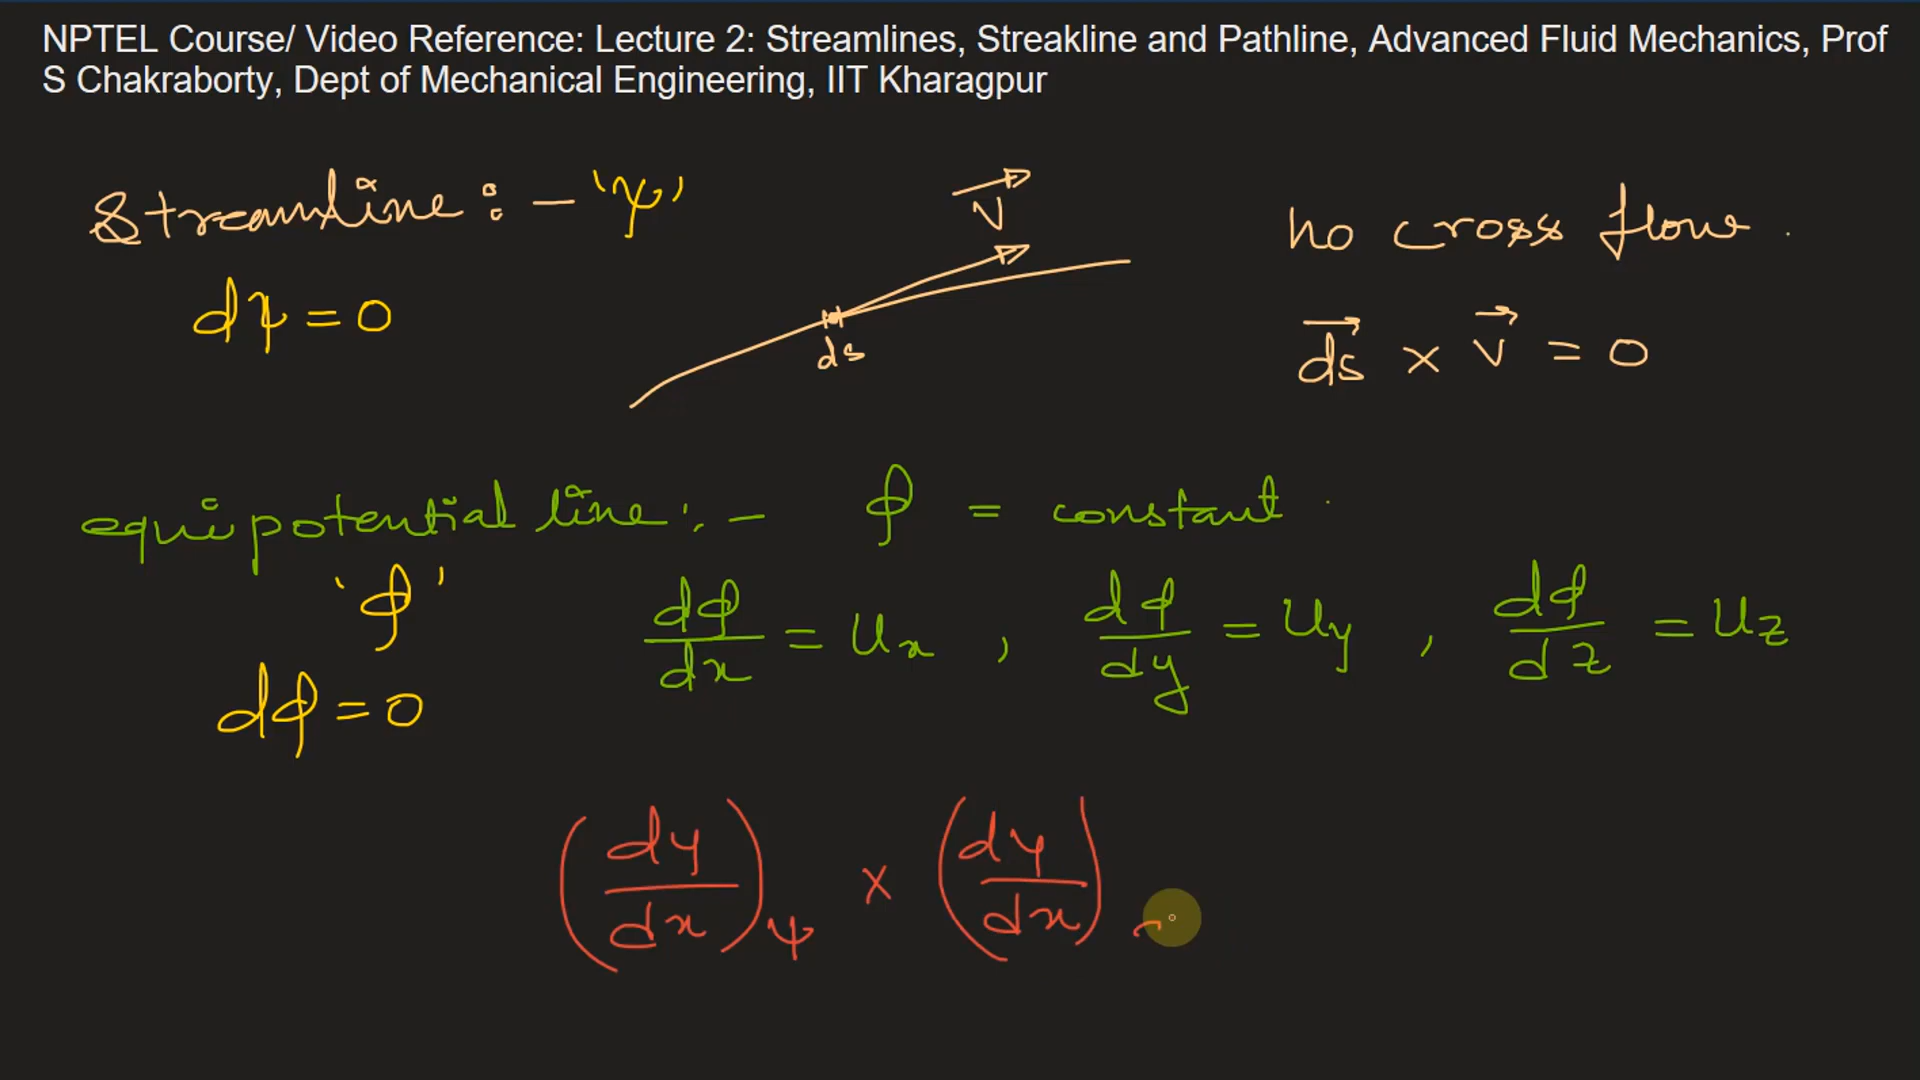 NPTEL Course/ Video Reference: Lecture 2: Streamlines, Streakline and Pathline, Advanced Fluid Mechanics, Prof
S Chakraborty, Dept of Mechanical Engineering, IIT Kharagpur
Streamline : - 'ψ'
V
no cross flow .
dψ = 0
ds
ds × V = 0
equipotential line :- φ = constant .
'φ'
dφ/dx = ux , dφ/dy = uy , dφ/dz = uz
dφ = 0
(dy/dx)ψ × (dy/dx)